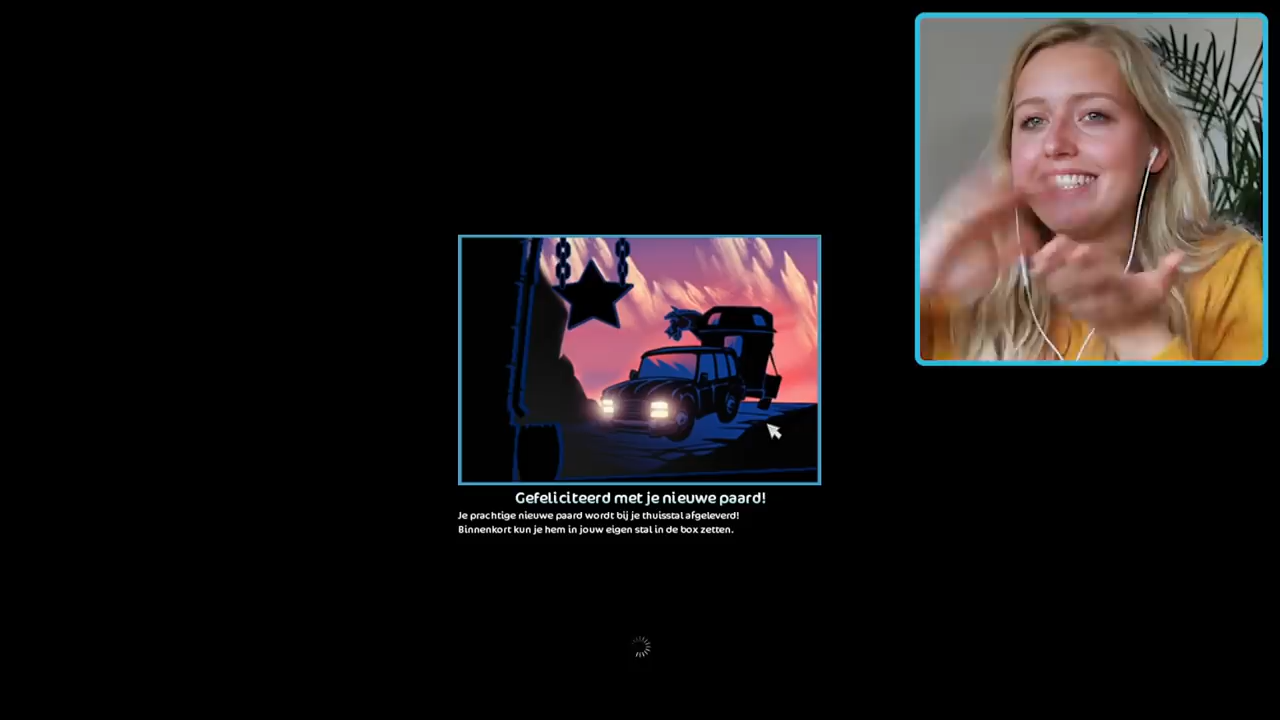 Gefeliciteerd met je nieuwe paard!
Je prachtige nieuwe paard wordt bij je thuisstal afgeleverd!
Binnenkort kun je hem in jouw eigen stal in de box zetten.